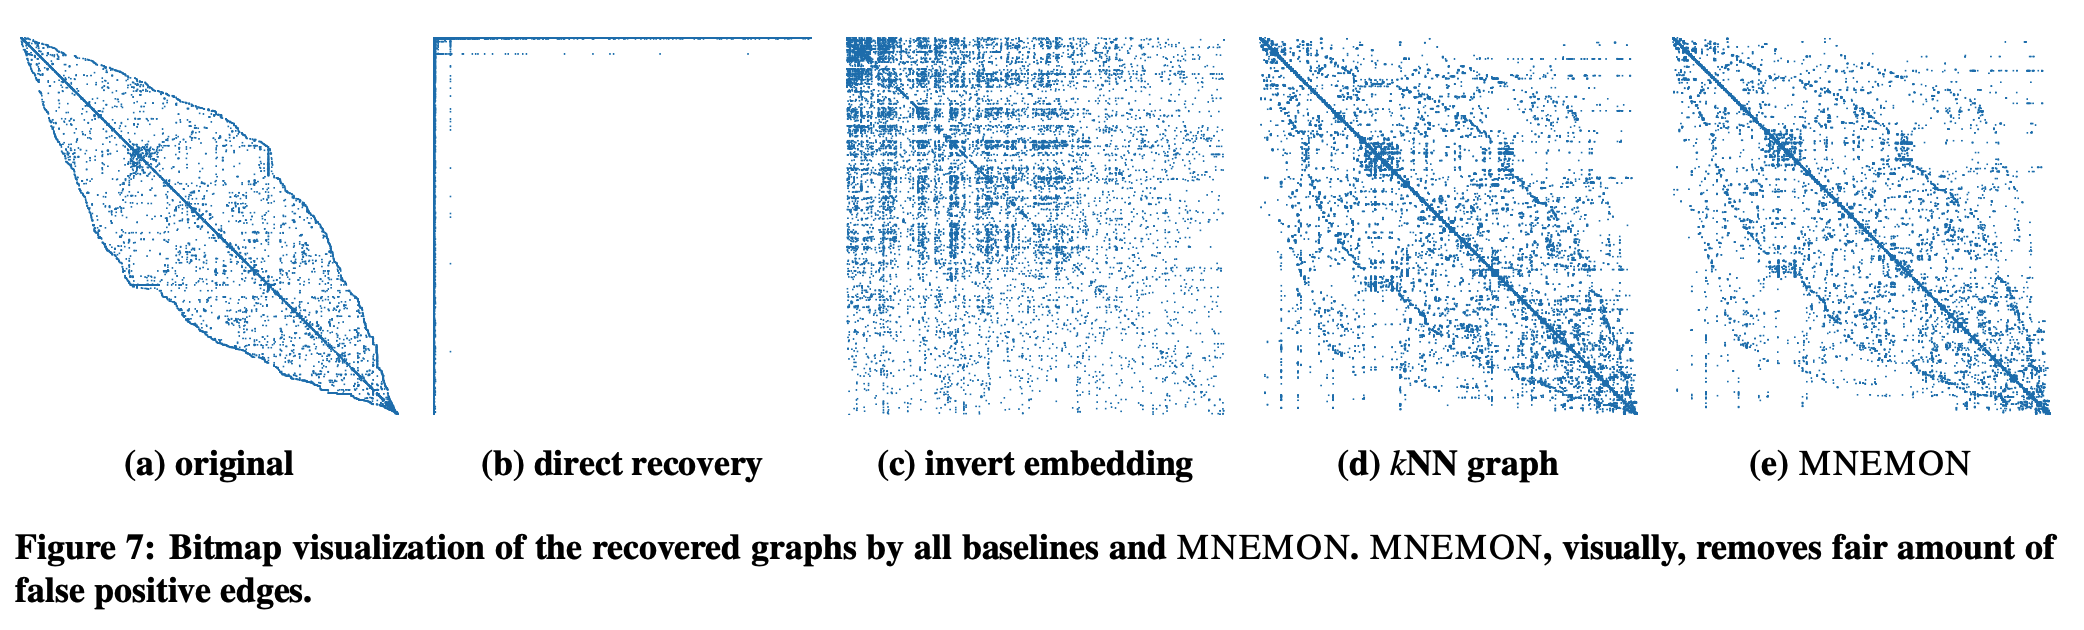 (a) original
(b) direct recovery
(c) invert embedding
(d) kNN graph
(e) MNEMON
Figure 7: Bitmap visualization of the recovered graphs by all baselines and MNEMON. MNEMON, visually, removes fair amount of
false positive edges.